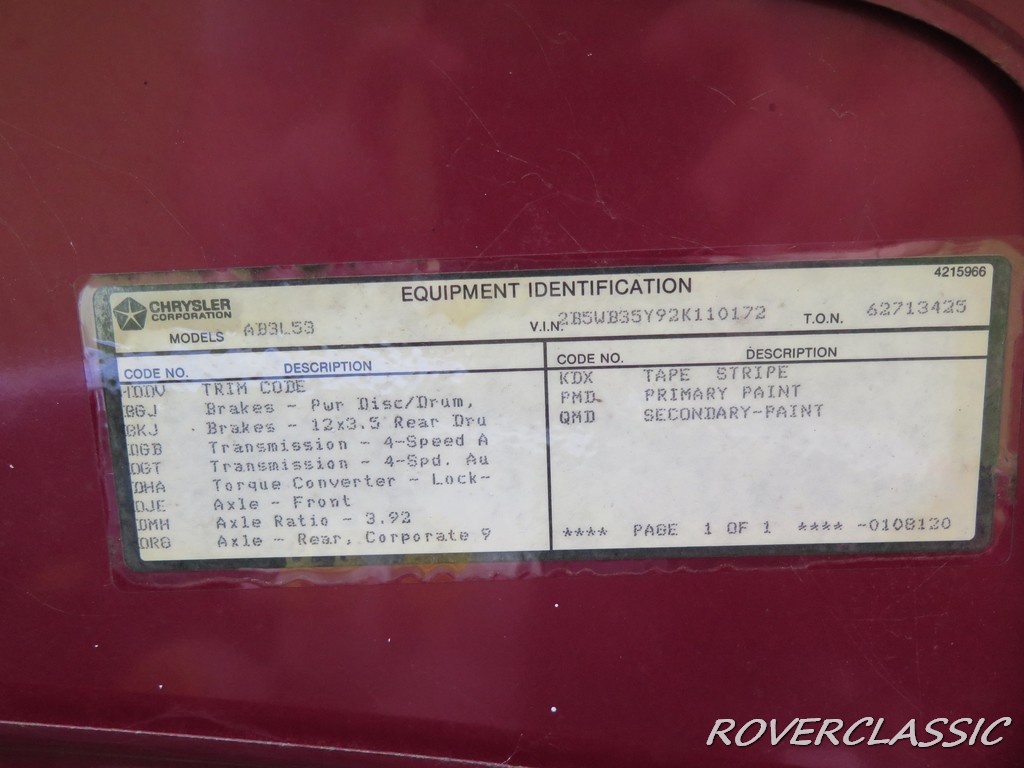 4215966
CHRYSLER
CORPORATION
EQUIPMENT IDENTIFICATION
MODELS AB3L53
V.I.N. 2B5WB35Y92K110172
T.O.N. 62713425
CODE NO. DESCRIPTION
TRIM CODE
BGJ Brakes - Pwr Disc/Drum,
BKJ Brakes - 12x3.5 Rear Dru
DGB Transmission - 4-Speed A
DGT Transmission - 4-Spd. Au
DHA Torque Converter - Lock-
DJE Axle - Front
DMH Axle Ratio - 3.92
DR8 Axle - Rear, Corporate 9
CODE NO. DESCRIPTION
KDX TAPE STRIPE
PMD PRIMARY PAINT
QMD SECONDARY-PAINT
**** PAGE 1 OF 1 **** -0108120
ROVERCLASSIC